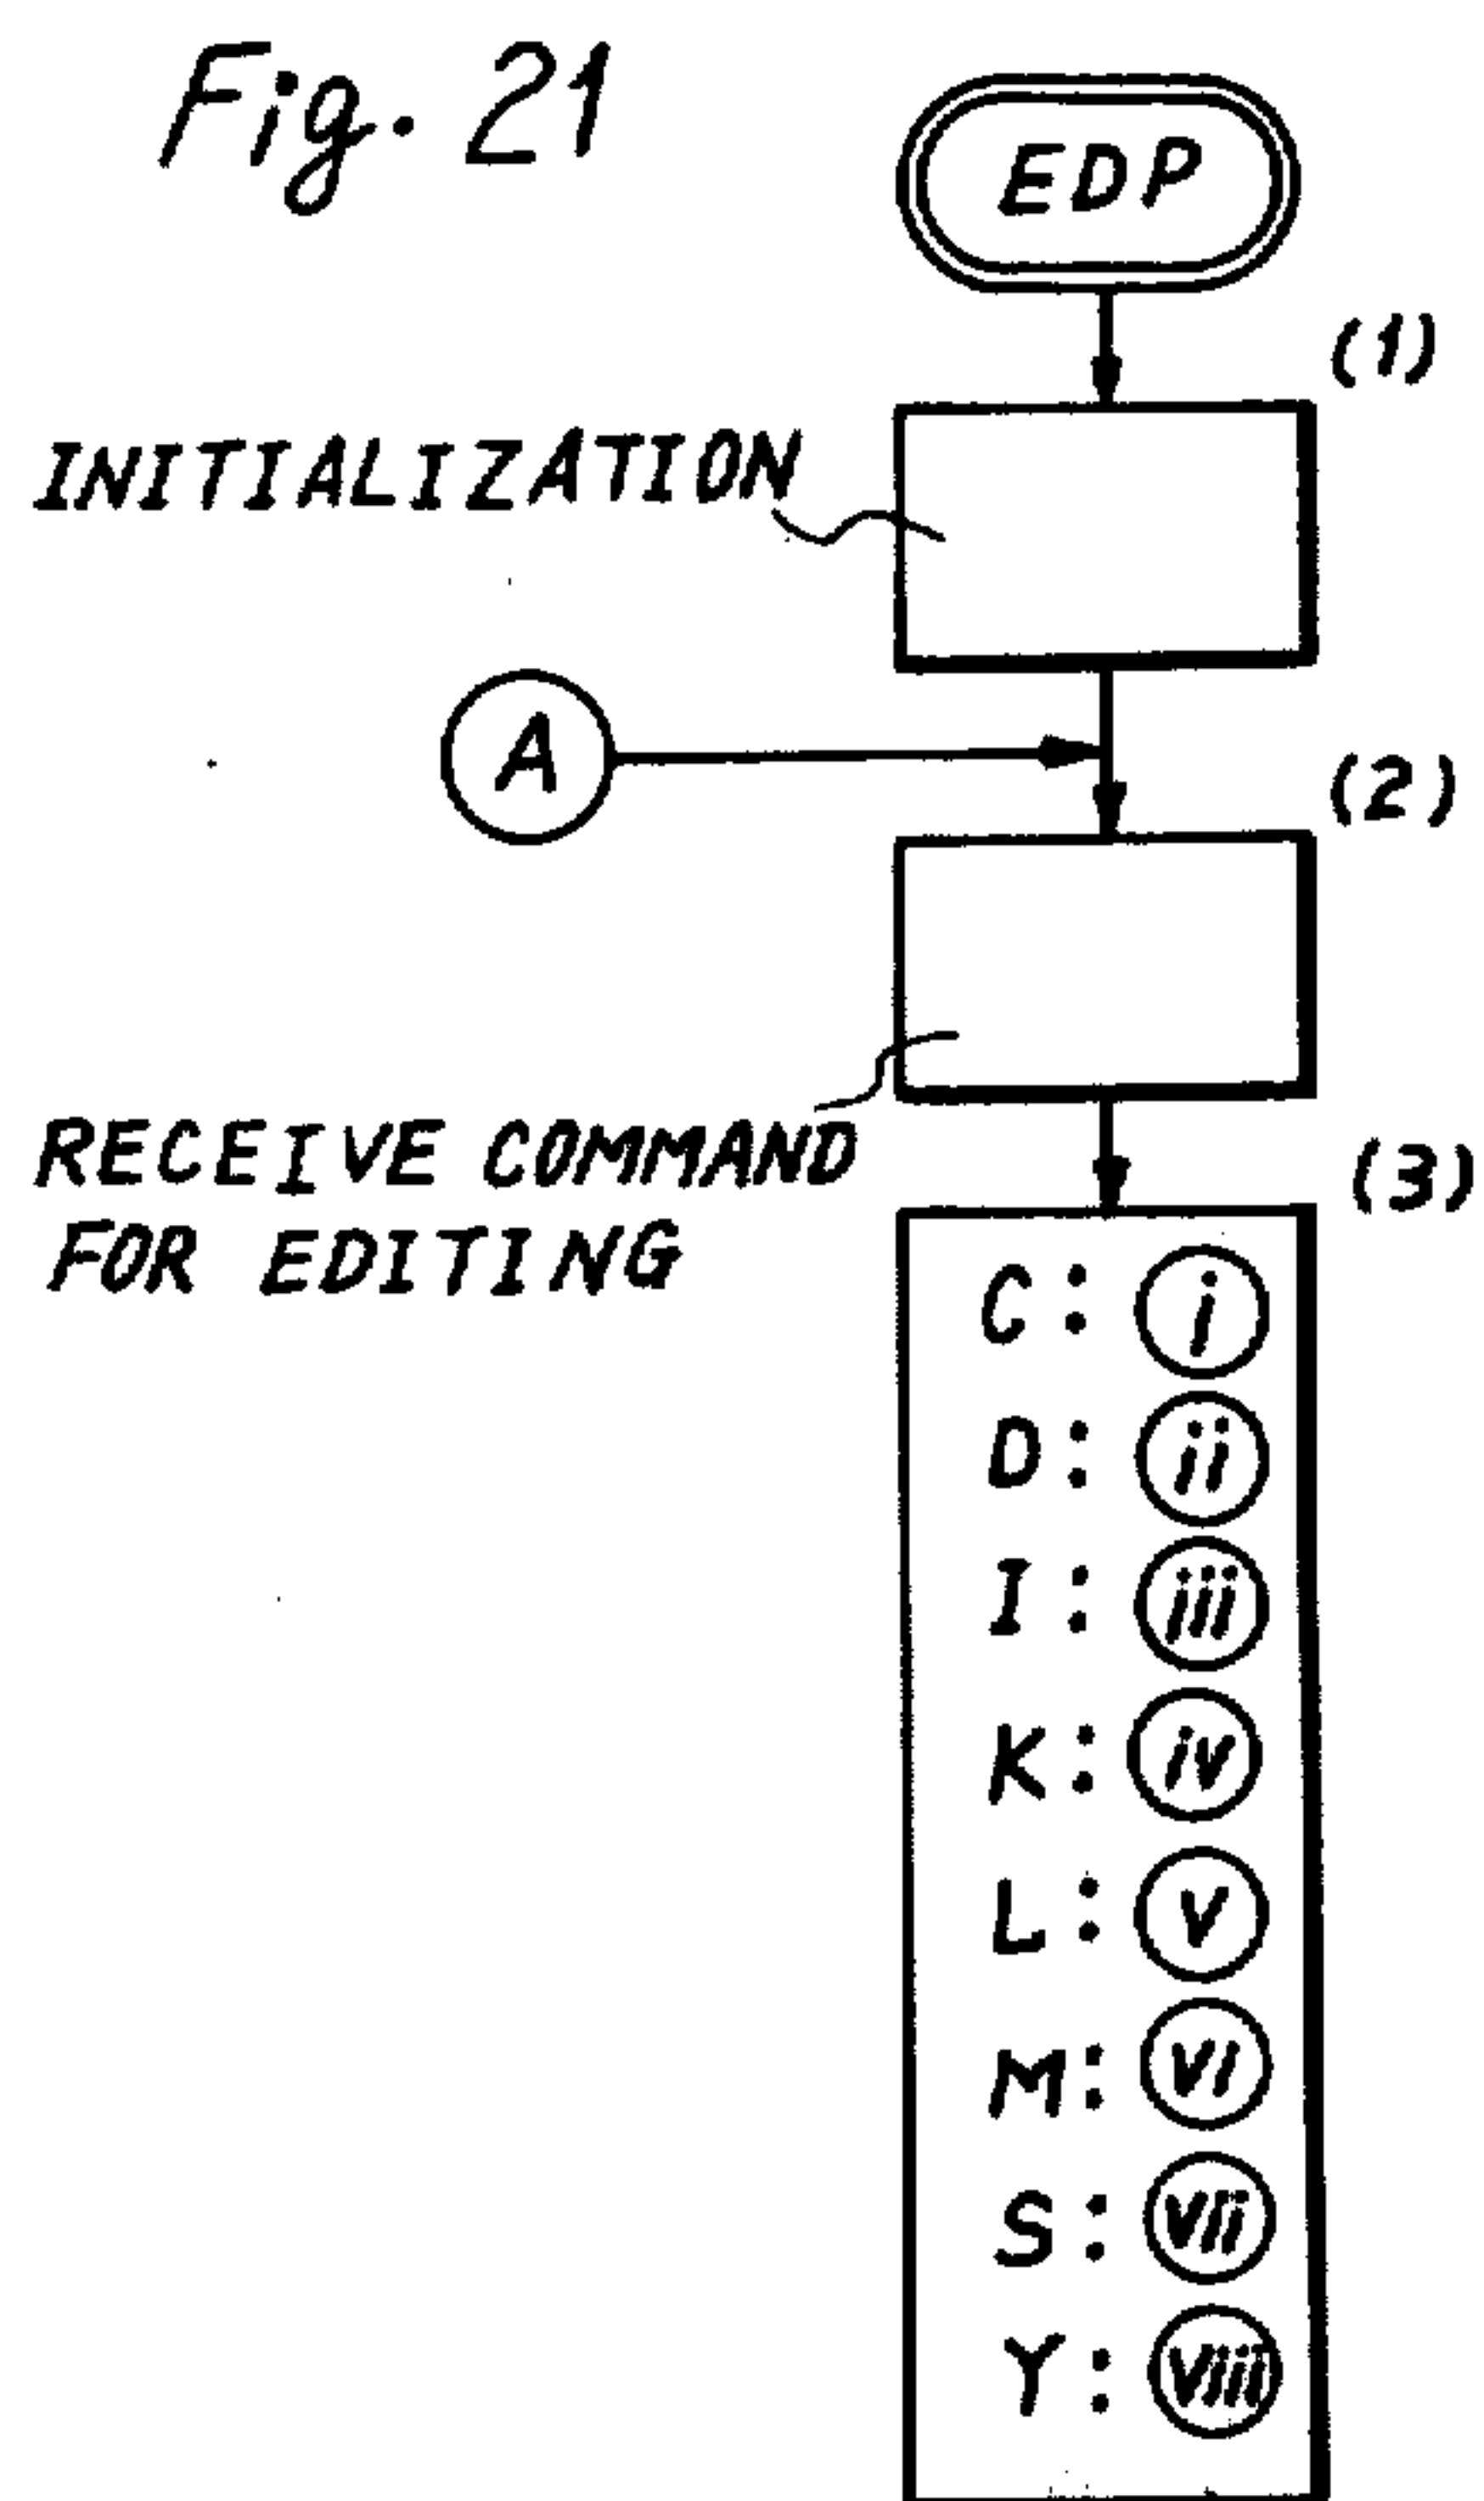 Fig. 21
EDP
(1)
INITIALIZATION
A
(2)
RECEIVE COMMAND
FOR EDITING
(3)
C: i
D: ii
I: iii
K: iv
L: v
M: vi
S: vii
Y: viii